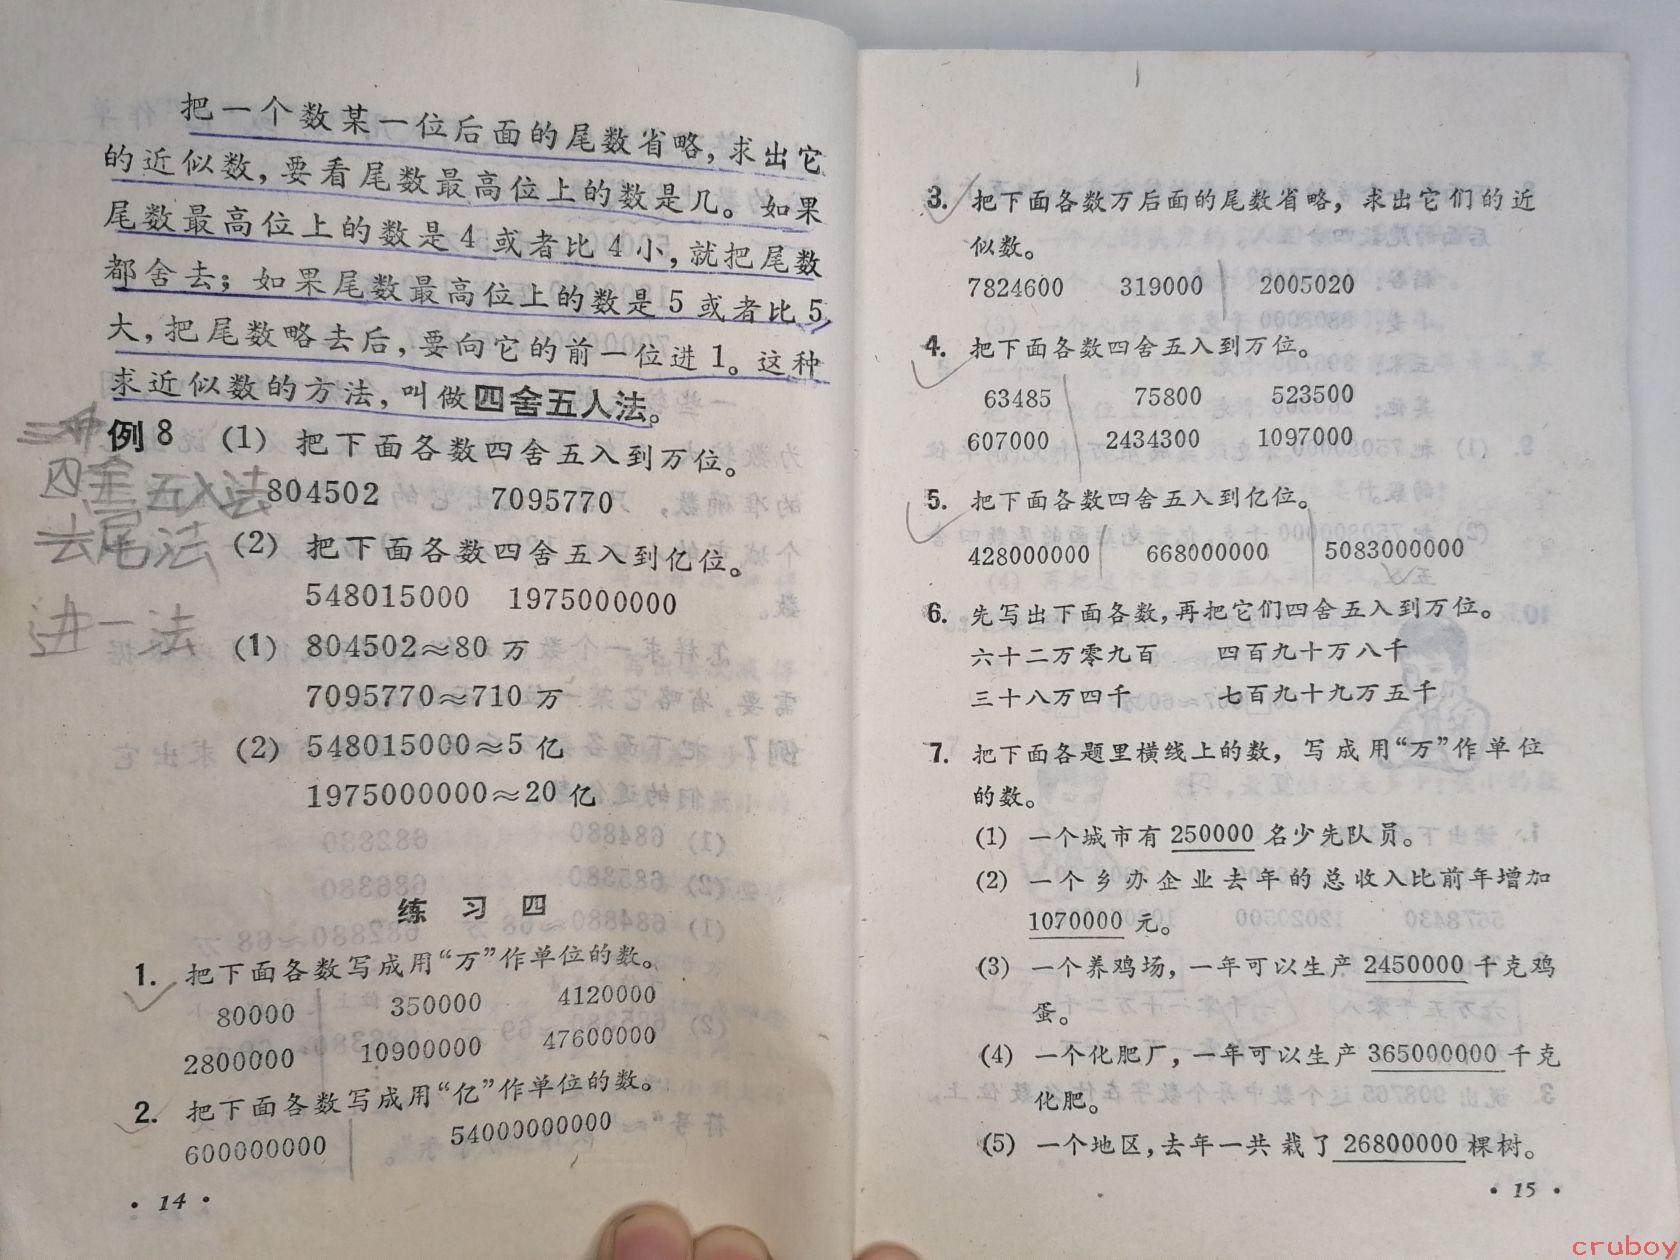 把一个数某一位后面的尾数省略，求出它
的近似数，要看尾数最高位上的数是几。如果
尾数最高位上的数是4或者比4小，就把尾数
都舍去；如果尾数最高位上的数是5或者比5
大，把尾数略去后，要向它的前一位进1。这种
求近似数的方法，叫做四舍五入法。
例8 (1) 把下面各数四舍五入到万位。
四舍五入法
804502 7095770
去尾法
(2) 把下面各数四舍五入到亿位。
548015000 1975000000
进一法
(1) 804502≈80万
7095770≈710万
(2) 548015000≈5亿
1975000000≈20亿
练习四
1. 把下面各数写成用“万”作单位的数。
80000 350000 4120000
2800000 10900000 47600000
2. 把下面各数写成用“亿”作单位的数。
600000000 54000000000
· 14 ·
3. 把下面各数万后面的尾数省略，求出它们的近
似数。
7824600 319000 2005020
4. 把下面各数四舍五入到万位。
63485 75800 523500
607000 2434300 1097000
5. 把下面各数四舍五入到亿位。
428000000 668000000 5083000000
6. 先写出下面各数，再把它们四舍五入到万位。
六十二万零九百 四百九十万八千
三十八万四千 七百九十九万五千
7. 把下面各题里横线上的数，写成用“万”作单位
的数。
(1) 一个城市有250000名少先队员。
(2) 一个乡办企业去年的总收入比前年增加
1070000元。
(3) 一个养鸡场，一年可以生产2450000千克鸡
蛋。
(4) 一个化肥厂，一年可以生产365000000千克
化肥。
(5) 一个地区，去年一共栽了26800000棵树。
· 15 ·
cruboy